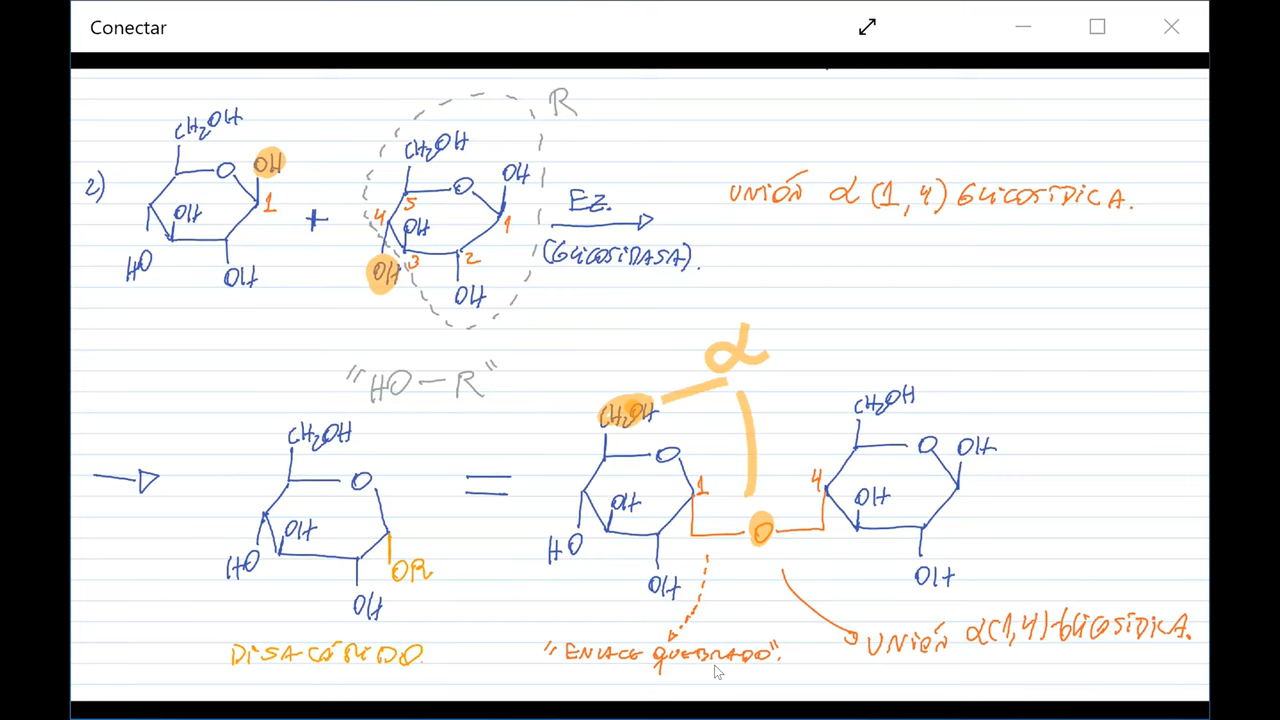 Conectar
2)
CH2OH
O
OH
1
OH
HO
OH
+
R
CH2OH
O
OH
5
4
OH
1
OH
3
2
OH
EZ.
(GLICOSIDASA).
UNIÓN α (1,4) GLICOSÍDICA.
"HO – R"
α
CH2OH
O
OH
HO
OR
OH
DISACÁRIDO.
=
CH2OH
O
1
OH
HO
OH
O
4
CH2OH
O
OH
OH
OH
"ENLACE QUEBRADO".
UNIÓN α(1,4) GLICOSÍDICA.